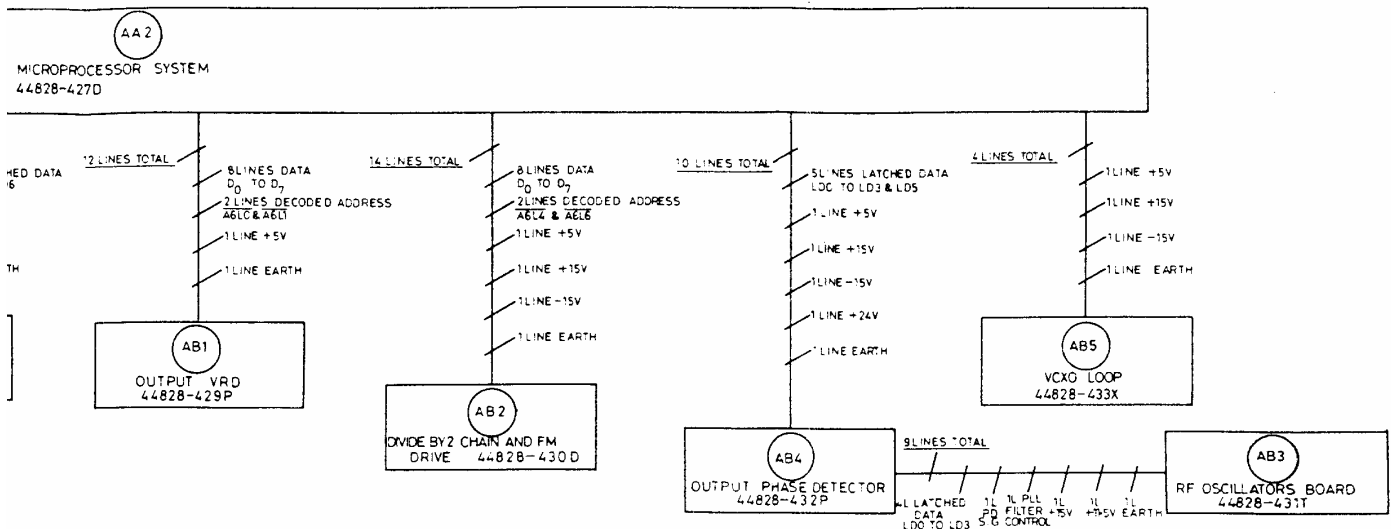 AA2
MICROPROCESSOR SYSTEM
44828-427D
HED DATA
TH
12 LINES TOTAL
8 LINES DATA
D0 TO D7
2 LINES DECODED ADDRESS
A6L0 & A6L1
1 LINE +5V
1 LINE EARTH
AB1
OUTPUT VRD
44828-429P
14 LINES TOTAL
8 LINES DATA
D0 TO D7
2 LINES DECODED ADDRESS
A6L4 & A6L6
1 LINE +5V
1 LINE +15V
1 LINE -15V
1 LINE EARTH
AB2
DIVIDE BY 2 CHAIN AND FM
DRIVE 44828-430D
10 LINES TOTAL
5 LINES LATCHED DATA
LD0 TO LD3 & LD5
1 LINE +5V
1 LINE +15V
1 LINE -15V
1 LINE +24V
1 LINE EARTH
AB4
OUTPUT PHASE DETECTOR
44828-432P
4 LINES TOTAL
1 LINE +5V
1 LINE +15V
1 LINE -15V
1 LINE EARTH
AB5
VCXO LOOP
44828-433X
9 LINES TOTAL
4L LATCHED
DATA
LD0 TO LD3
1L
PD
S.G
1L PLL
FILTER
CONTROL
1L
+15V
1L
1L
EARTH
AB3
RF OSCILLATORS BOARD
44828-431T